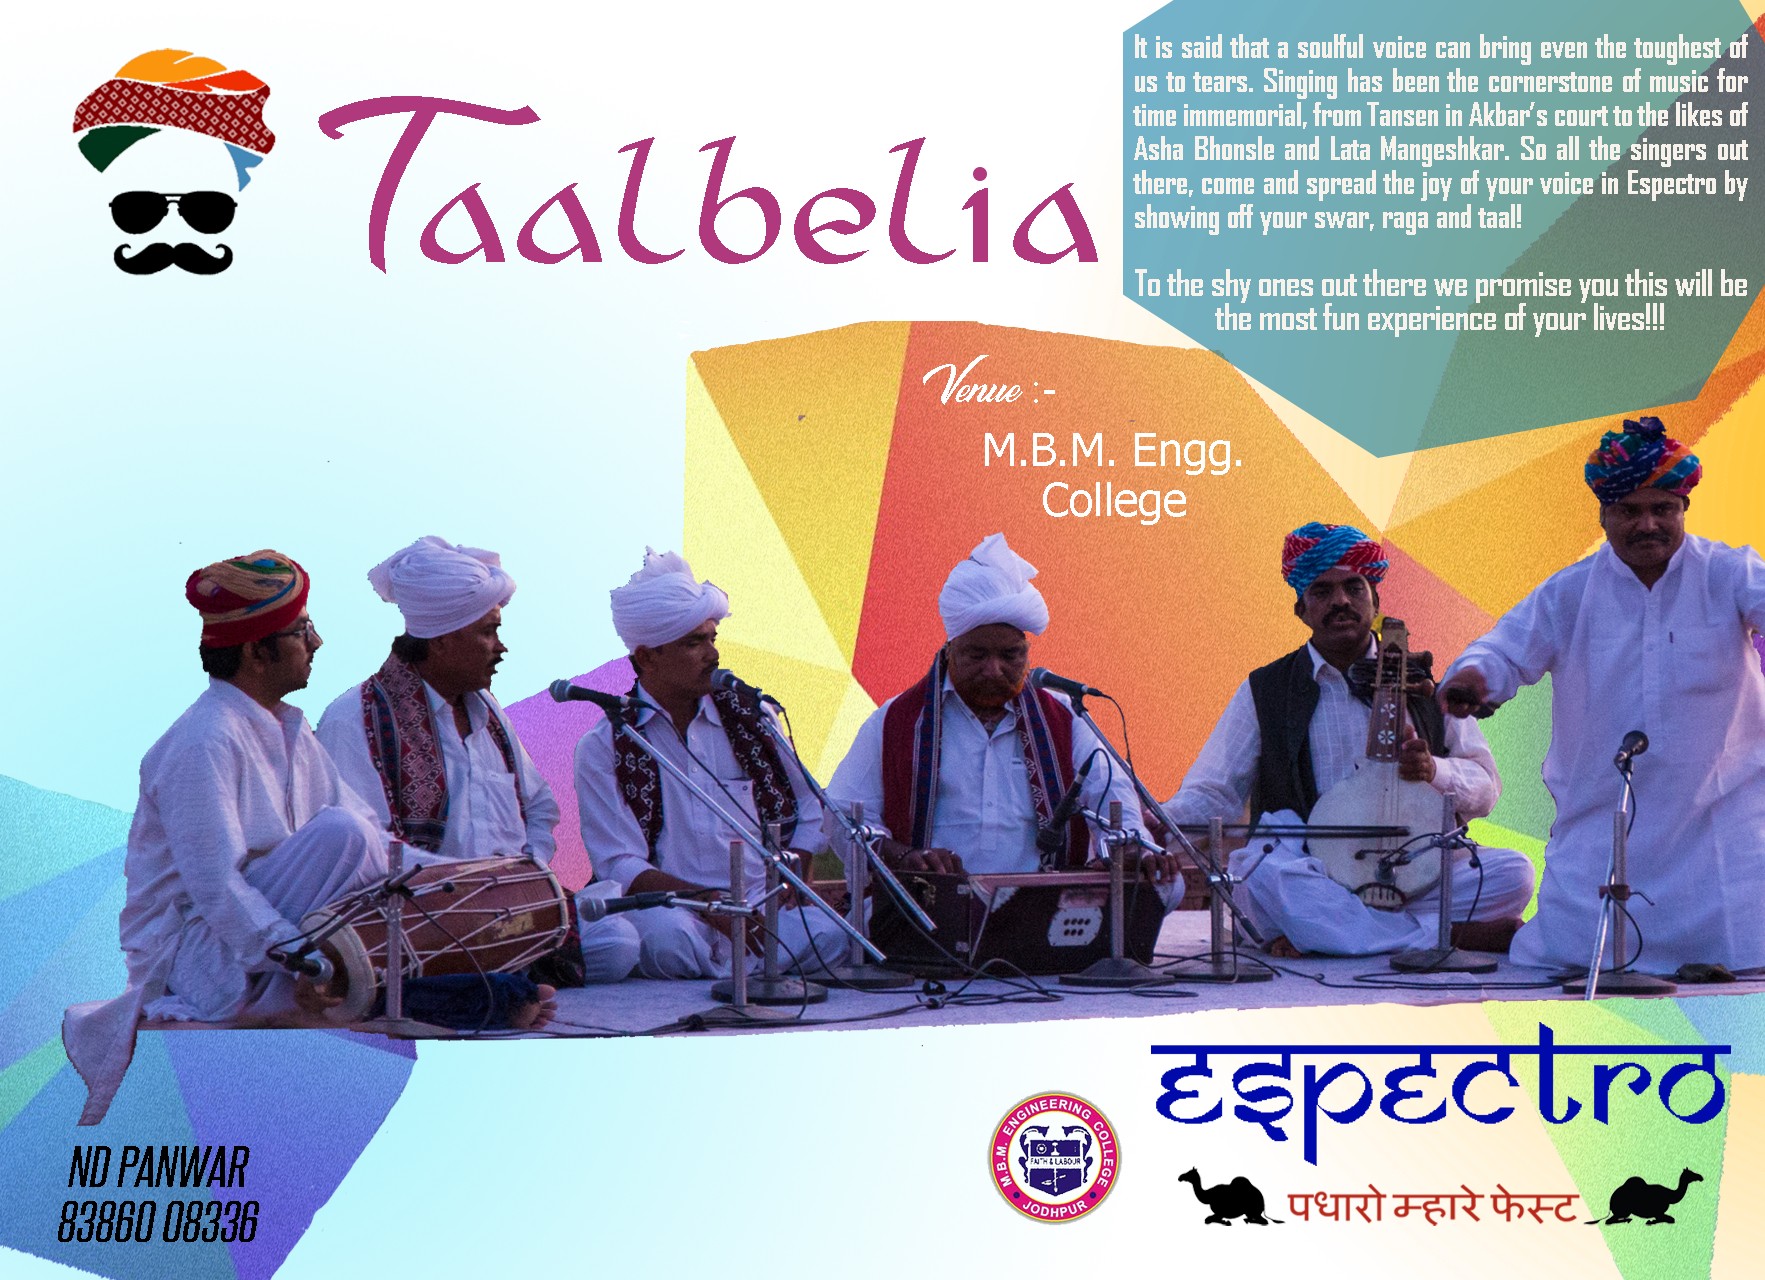 Taalbelia
It is said that a soulful voice can bring even the toughest of
us to tears. Singing has been the cornerstone of music for
time immemorial, from Tansen in Akbar's court to the likes of
Asha Bhonsle and Lata Mangeshkar. So all the singers out
there, come and spread the joy of your voice in Espectro by
showing off your swar, raga and taal!
To the shy ones out there we promise you this will be
the most fun experience of your lives!!!
Venue :-
M.B.M. Engg.
College
ND PANWAR
83860 08336
M.B.M. ENGINEERING COLLEGE
FAITH & LABOUR
JODHPUR
ESPECTRO
पधारो म्हारे फेस्ट